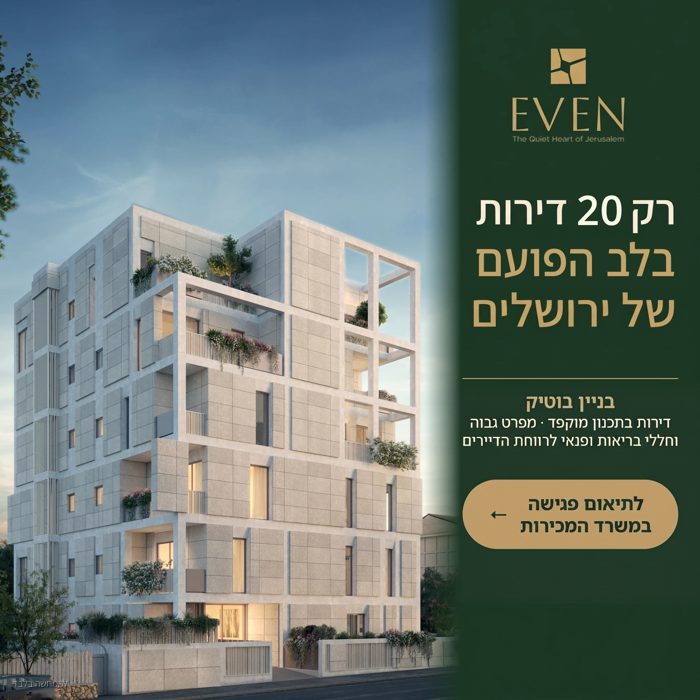 EVEN
The Quiet Heart of Jerusalem
רק 20 דירות
בלב הפועם
של ירושלים
בניין בוטיק
דירות בתכנון מוקפד · מפרט גבוה
וחללי בריאות ופנאי לרווחת הדיירים
לתיאום פגישה
במשרד המכירות ←